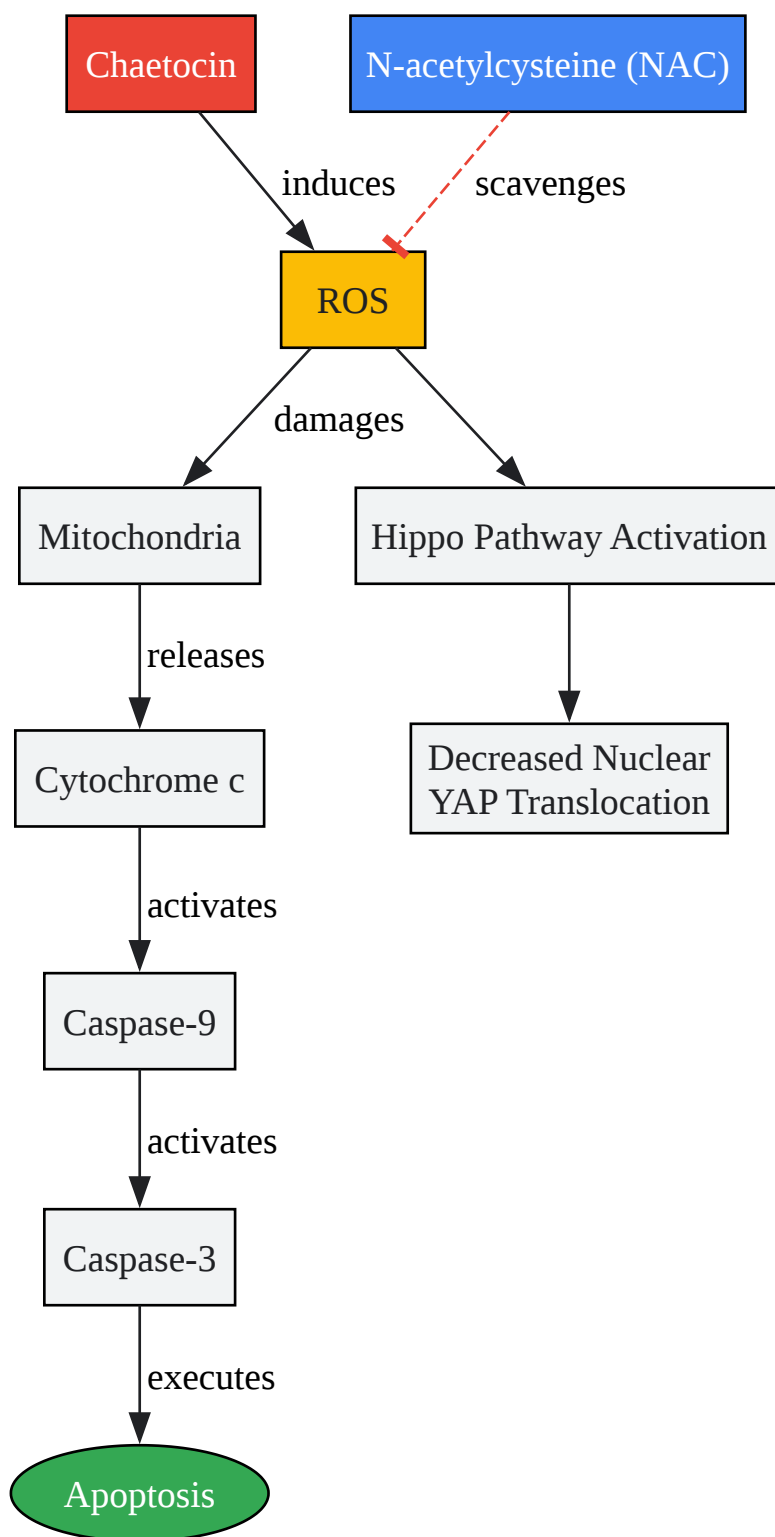 Chaetocin
N-acetylcysteine (NAC)
induces
scavenges
ROS
damages
Mitochondria
Hippo Pathway Activation
releases
Cytochrome c
Decreased Nuclear
YAP Translocation
activates
Caspase-9
activates
Caspase-3
executes
Apoptosis